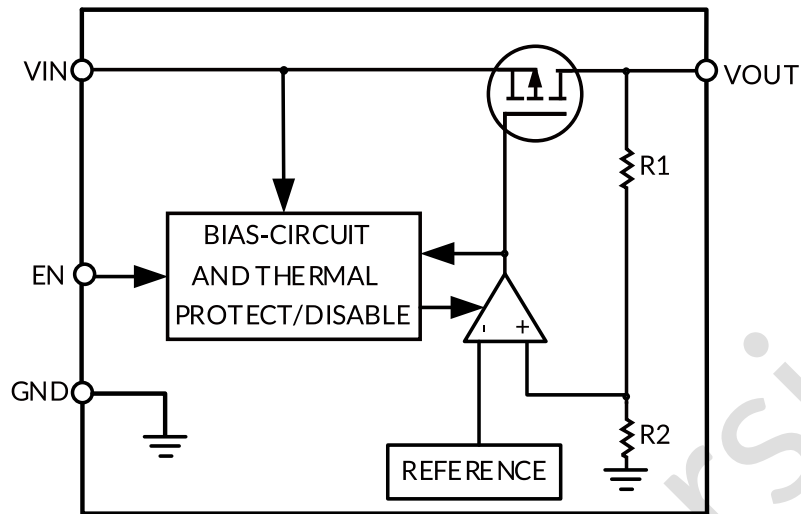 VIN
VOUT
R1
BIAS-CIRCUIT
AND THERMAL
PROTECT/DISABLE
EN
- +
GND
R2
REFERENCE